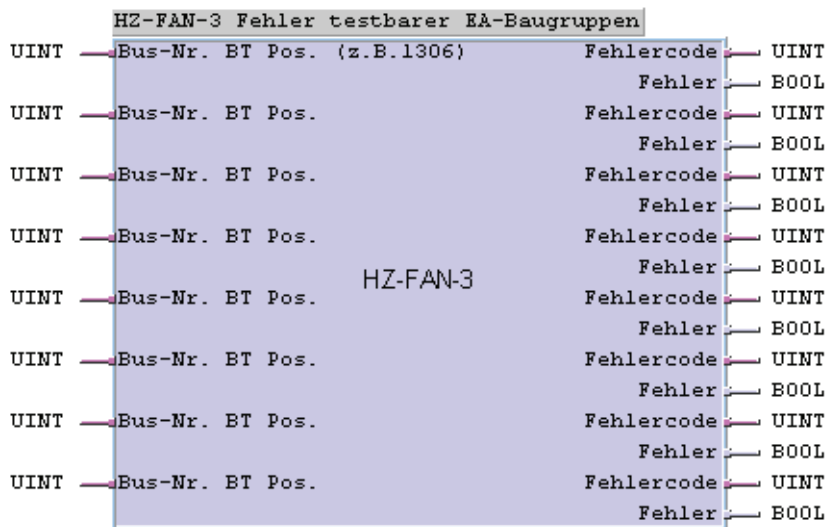 HZ-FAN-3 Fehler testbarer EA-Baugruppen
UINT Bus-Nr. BT Pos. (z.B.1306) Fehlercode UINT
Fehler BOOL
UINT Bus-Nr. BT Pos. Fehlercode UINT
Fehler BOOL
UINT Bus-Nr. BT Pos. Fehlercode UINT
Fehler BOOL
UINT Bus-Nr. BT Pos. Fehlercode UINT
Fehler BOOL
HZ-FAN-3
UINT Bus-Nr. BT Pos. Fehlercode UINT
Fehler BOOL
UINT Bus-Nr. BT Pos. Fehlercode UINT
Fehler BOOL
UINT Bus-Nr. BT Pos. Fehlercode UINT
Fehler BOOL
UINT Bus-Nr. BT Pos. Fehlercode UINT
Fehler BOOL